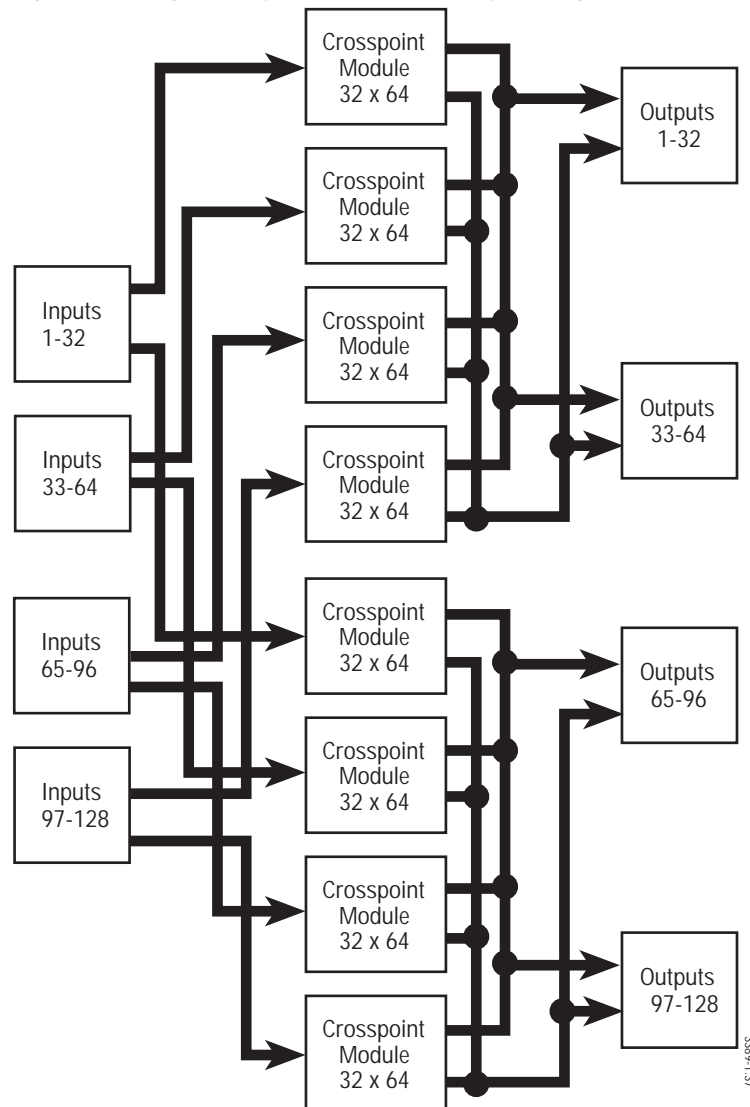 Crosspoint
Module
32 x 64
Outputs
1-32
Crosspoint
Module
32 x 64
Inputs
1-32
Crosspoint
Module
32 x 64
Outputs
33-64
Inputs
33-64
Crosspoint
Module
32 x 64
Crosspoint
Module
32 x 64
Inputs
65-96
Outputs
65-96
Crosspoint
Module
32 x 64
Inputs
97-128
Crosspoint
Module
32 x 64
Outputs
97-128
Crosspoint
Module
32 x 64